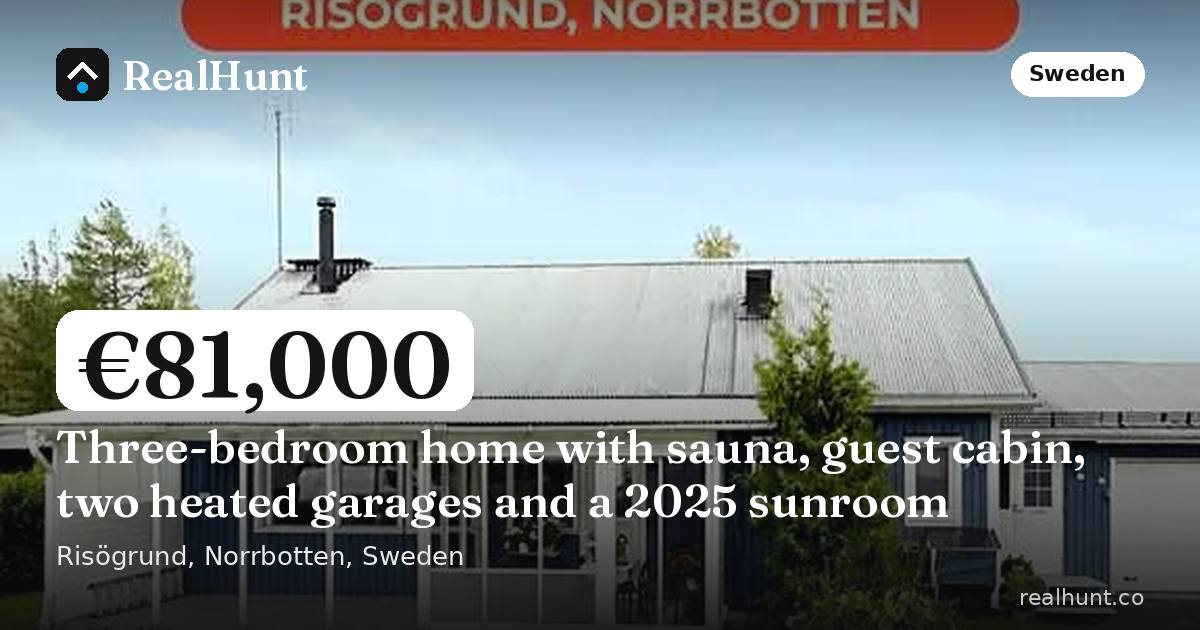 RISÖGRUND, NORRBOTTEN
RealHunt
Sweden
€81,000
Three-bedroom home with sauna, guest cabin,
two heated garages and a 2025 sunroom
Risögrund, Norrbotten, Sweden
realhunt.co